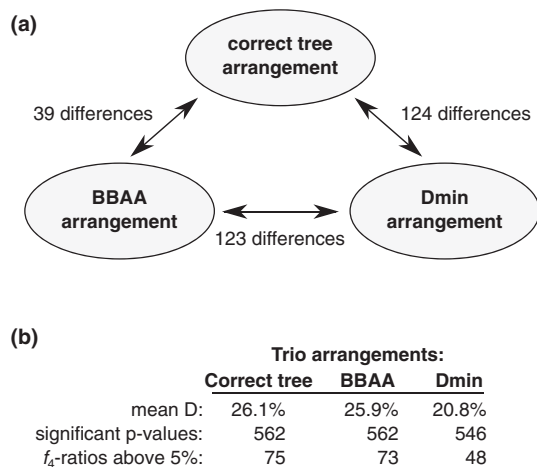 (a)
correct tree
arrangement
39 differences
124 differences
BBAA
arrangement
Dmin
arrangement
123 differences
(b)
Trio arrangements:
Correct tree BBAA Dmin
mean D: 26.1% 25.9% 20.8%
significant p-values: 562 562 546
f4-ratios above 5%: 75 73 48